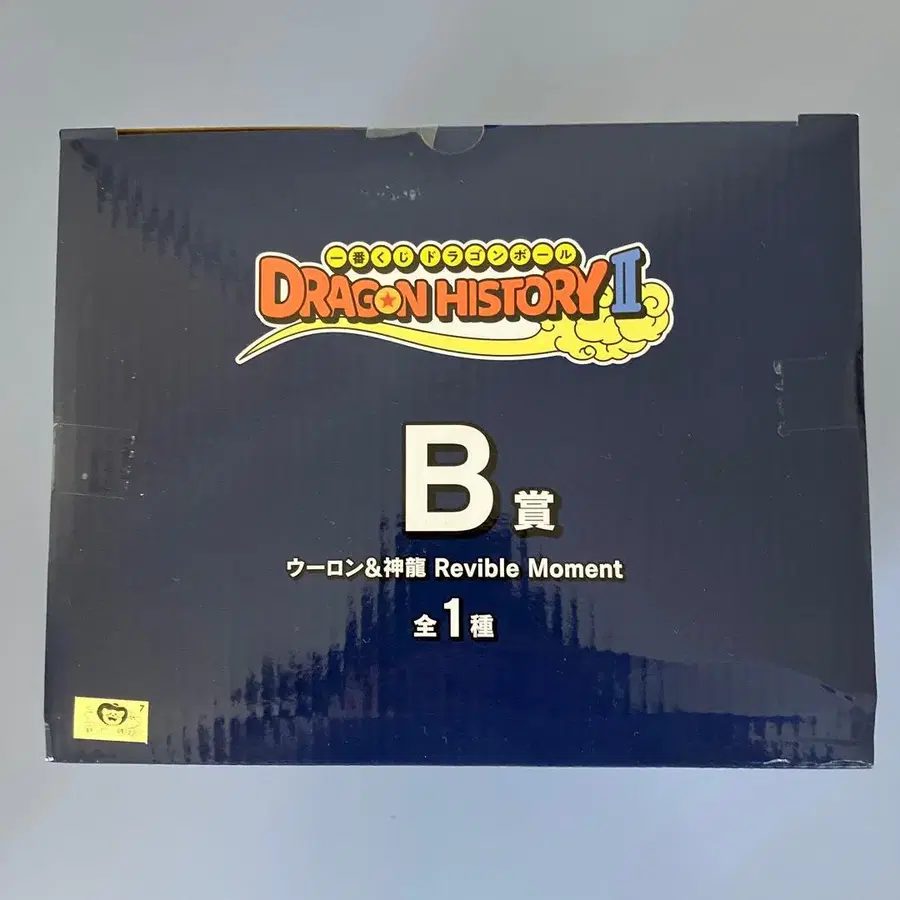 一番くじ ドラゴンボール
DRAGON HISTORY II
B賞
ウーロン&神龍 Revible Moment
全1種
7